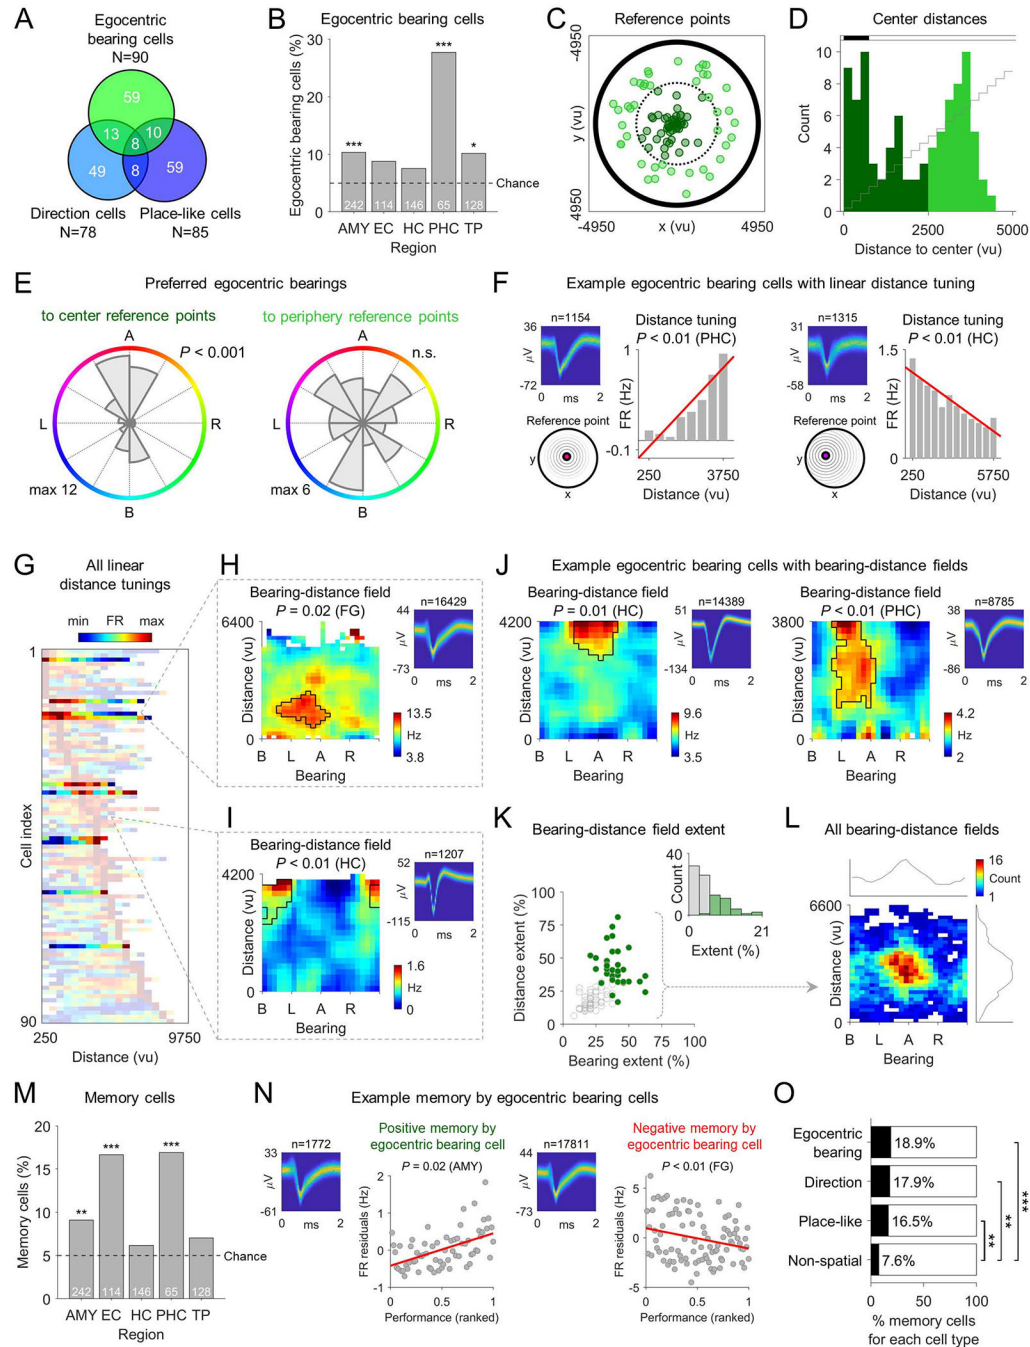 A
Egocentric
bearing cells
N=90
59
13
10
8
49
8
59
Direction cells
N=78
Place-like cells
N=85
B
Egocentric bearing cells
Egocentric bearing cells (%)
30
20
10
0
***
***
*
Chance
242
114
146
65
128
AMY
EC
HC
PHC
TP
Region
C
Reference points
-4950
y (vu)
4950
-4950
x (vu)
4950
D
Center distances
Count
10
8
6
4
2
0
0
2500
5000
Distance to center (vu)
E
Preferred egocentric bearings
to center reference points
A
P < 0.001
L
R
max 12
B
to periphery reference points
A
n.s.
L
R
max 6
B
F
Example egocentric bearing cells with linear distance tuning
n=1154
36
µV
-72
0
ms
2
Reference point
y
x
Distance tuning
P < 0.01 (PHC)
1
FR (Hz)
-0.1
250
3750
Distance (vu)
n=1315
31
µV
-58
0
ms
2
Reference point
y
x
Distance tuning
P < 0.01 (HC)
1.5
FR (Hz)
0
250
5750
Distance (vu)
G
All linear
distance tunings
min
FR
max
1
Cell index
90
250
9750
Distance (vu)
H
Bearing-distance field
P = 0.02 (FG)
6400
Distance (vu)
0
B
L
A
R
Bearing
n=16429
44
µV
-73
0
ms
2
13.5
Hz
3.8
I
Bearing-distance field
P < 0.01 (HC)
4200
Distance (vu)
0
B
L
A
R
Bearing
n=1207
52
µV
-115
0
ms
2
1.6
Hz
0
J
Example egocentric bearing cells with bearing-distance fields
Bearing-distance field
P = 0.01 (HC)
4200
Distance (vu)
0
B
L
A
R
Bearing
n=14389
51
µV
-134
0
ms
2
9.6
Hz
3.5
Bearing-distance field
P < 0.01 (PHC)
3800
Distance (vu)
0
B
L
A
R
Bearing
n=8785
38
µV
-86
0
ms
2
4.2
Hz
2
K
Bearing-distance field extent
Distance extent (%)
100
75
50
25
0
0
25
50
75
100
Bearing extent (%)
40
Count
0
0
21
Extent (%)
L
All bearing-distance fields
16
Count
1
6600
Distance (vu)
0
B
L
A
R
Bearing
M
Memory cells
Memory cells (%)
20
15
10
5
0
**
***
***
Chance
242
114
146
65
128
AMY
EC
HC
PHC
TP
Region
N
Example memory by egocentric bearing cells
n=1772
33
µV
-61
0
ms
2
Positive memory by
egocentric bearing cell
P = 0.02 (AMY)
FR residuals (Hz)
2
1
0
-1
0
0.5
1
Performance (ranked)
n=17811
44
µV
-73
0
ms
2
Negative memory by
egocentric bearing cell
P < 0.01 (FG)
FR residuals (Hz)
6
3
0
-3
0
0.5
1
Performance (ranked)
O
Egocentric
bearing
18.9%
Direction
17.9%
Place-like
16.5%
Non-spatial
7.6%
**
**
***
0
50
100
% memory cells
for each cell type